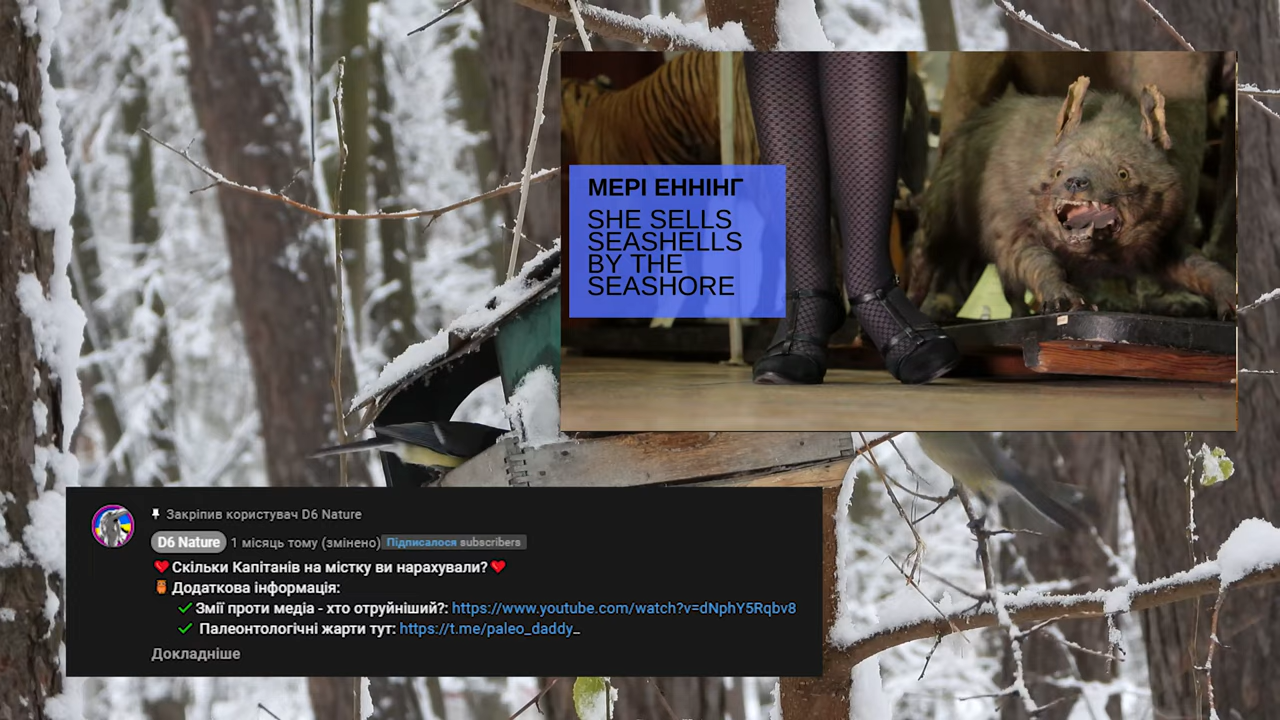 МЕРІ ЕННІНГ
SHE SELLS
SEASHELLS
BY THE
SEASHORE
Закріпив користувач D6 Nature
D6 Nature 1 місяць тому (змінено) Підписалося subscribers
Скільки Капітанів на містку ви нарахували?
Додаткова інформація:
Змії проти медіа - хто отруйніший?: https://www.youtube.com/watch?v=dNphY5Rqbv8
Палеонтологічні жарти тут: https://t.me/paleo_daddy_
Докладніше